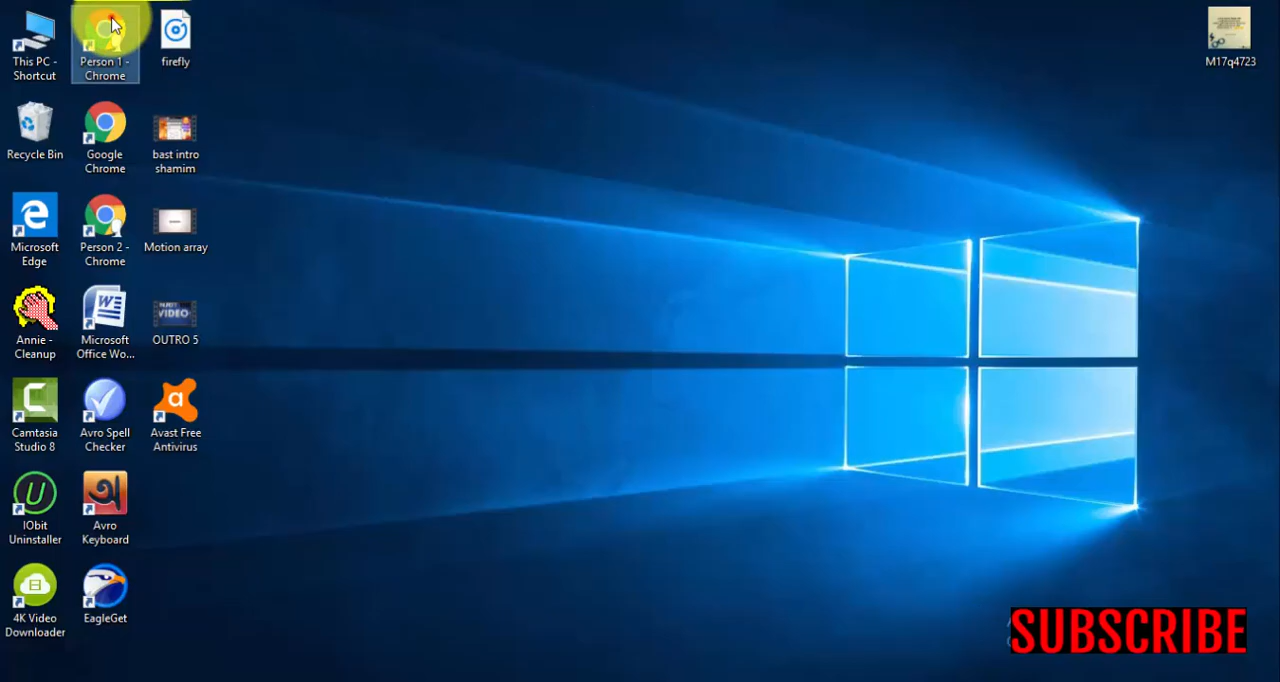 This PC -
Shortcut
Person 1 -
Chrome
firefly
M17q4723
Recycle Bin
Google
Chrome
bast intro
shamim
Microsoft
Edge
Person 2 -
Chrome
Motion array
Annie -
Cleanup
Microsoft
Office Wo...
VIDEO
OUTRO 5
Camtasia
Studio 8
Avro Spell
Checker
Avast Free
Antivirus
IObit
Uninstaller
Avro
Keyboard
4K Video
Downloader
EagleGet
SUBSCRIBE